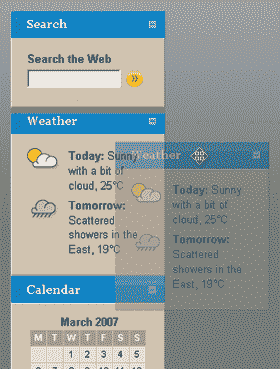 Search
Search the Web
Weather
Today: Sunny
with a bit of
cloud, 25°C
Tomorrow:
Scattered
showers in the
East, 19°C
Weather
Today: Sunny
with a bit of
cloud, 25°C
Tomorrow:
Scattered
showers in the
East, 19°C
Calendar
March 2007
M T W T F S S
1 2 3 4 5